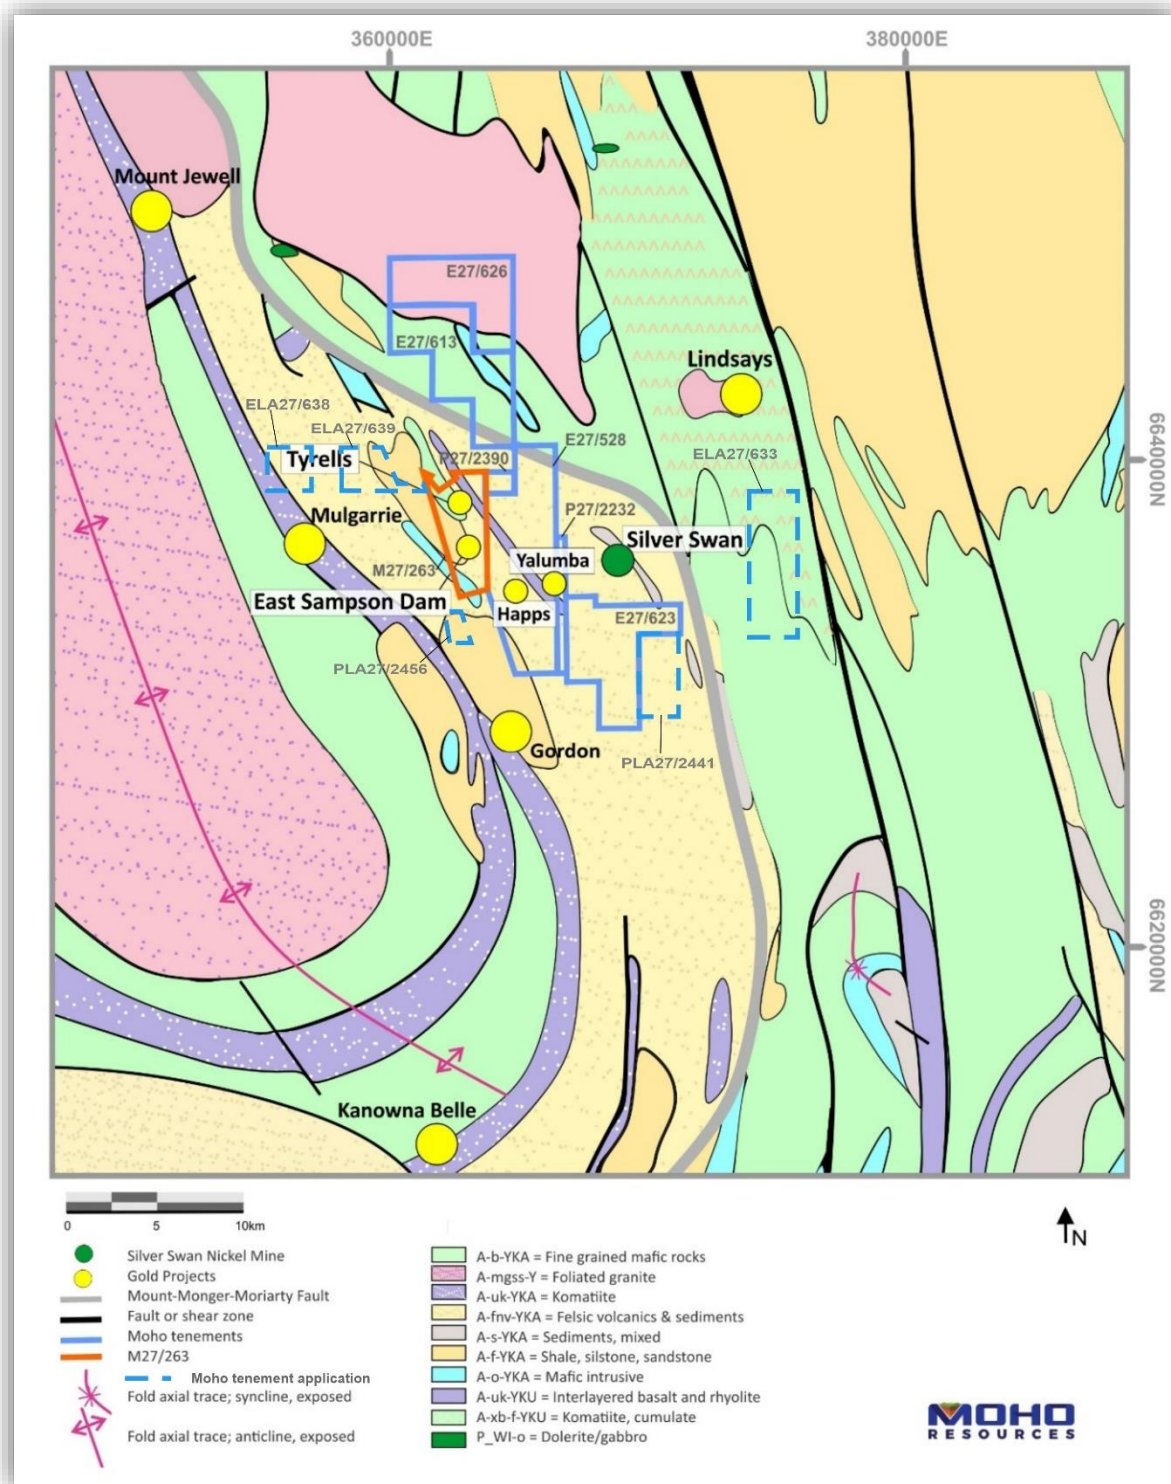 360000E
380000E
Mount Jewell
E27/626
E27/613
Lindsays
ELA27/638
ELA27/639
E27/528
6640000N
Tyrells
P27/2390
ELA27/633
Mulgarrie
P27/2232
Silver Swan
Yalumba
M27/263
East Sampson Dam
Happs
E27/623
PLA27/2456
Gordon
PLA27/2441
6620000N
Kanowna Belle
0 5 10km
N
Silver Swan Nickel Mine
Gold Projects
Mount-Monger-Moriarty Fault
Fault or shear zone
Moho tenements
M27/263
Moho tenement application
Fold axial trace; syncline, exposed
Fold axial trace; anticline, exposed
A-b-YKA = Fine grained mafic rocks
A-mgss-Y = Foliated granite
A-uk-YKA = Komatiite
A-fnv-YKA = Felsic volcanics & sediments
A-s-YKA = Sediments, mixed
A-f-YKA = Shale, silstone, sandstone
A-o-YKA = Mafic intrusive
A-uk-YKU = Interlayered basalt and rhyolite
A-xb-f-YKU = Komatiite, cumulate
P_WI-o = Dolerite/gabbro
MOHO
RESOURCES